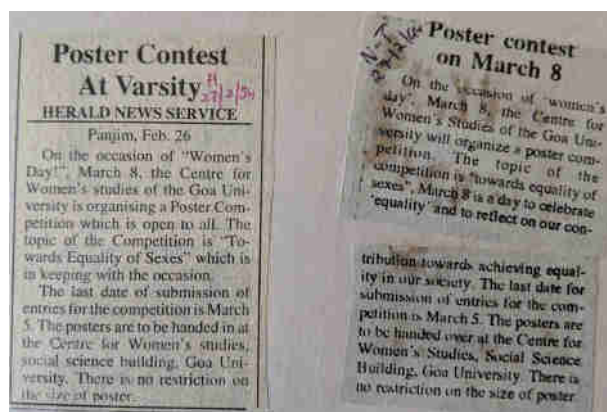 Poster Contest
At Varsity
HERALD NEWS SERVICE
Panjim, Feb. 26
On the occasion of "Women's
Day", March 8, the Centre for
Women's studies of the Goa Uni-
versity is organising a Poster Com-
petition which is open to all. The
topic of the Competition is "To-
wards Equality of Sexes" which is
in keeping with the occasion.
The last date of submission of
entries for the competition is March
5. The posters are to be handed in at
the Centre for Women's studies,
social science building, Goa Uni-
versity. There is no restriction on
the size of poster.
Poster contest
on March 8
On the occasion of "women's
day", March 8, the Centre for
Women's Studies of the Goa Uni-
versity will organize a poster com-
petition. The topic of the
competition is "towards equality of
sexes", March 8 is a day to celebrate
'equality' and to reflect on our con-
tribution towards achieving equal-
ity in our society. The last date for
submission of entries for the com-
petition is March 5. The posters are
to be handed over at the Centre for
Women's Studies, Social Science
Building, Goa University. There is
no restriction on the size of poster